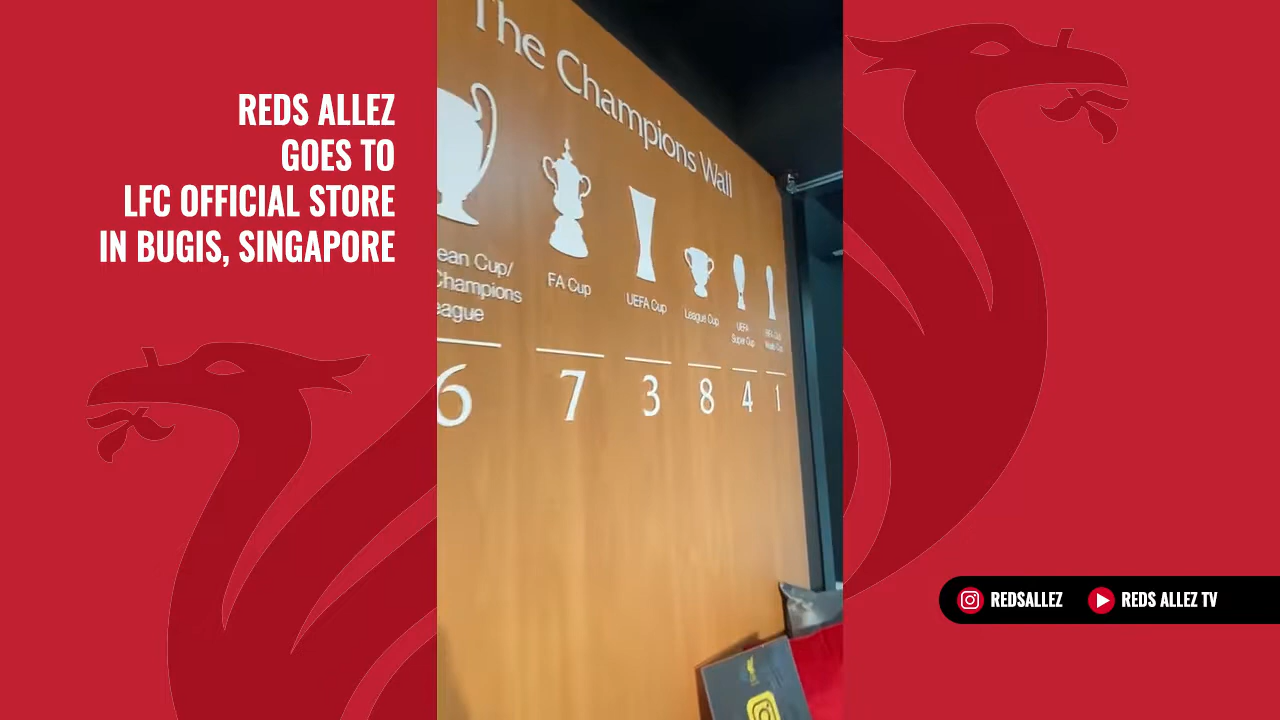 REDS ALLEZ
GOES TO
LFC OFFICIAL STORE
IN BUGIS, SINGAPORE
The Champions Wall
ean Cup/
Champions
eague
6
FA Cup
7
UEFA Cup
3
League Cup
8
UEFA
Super Cup
4
1
REDSALLEZ
REDS ALLEZ TV